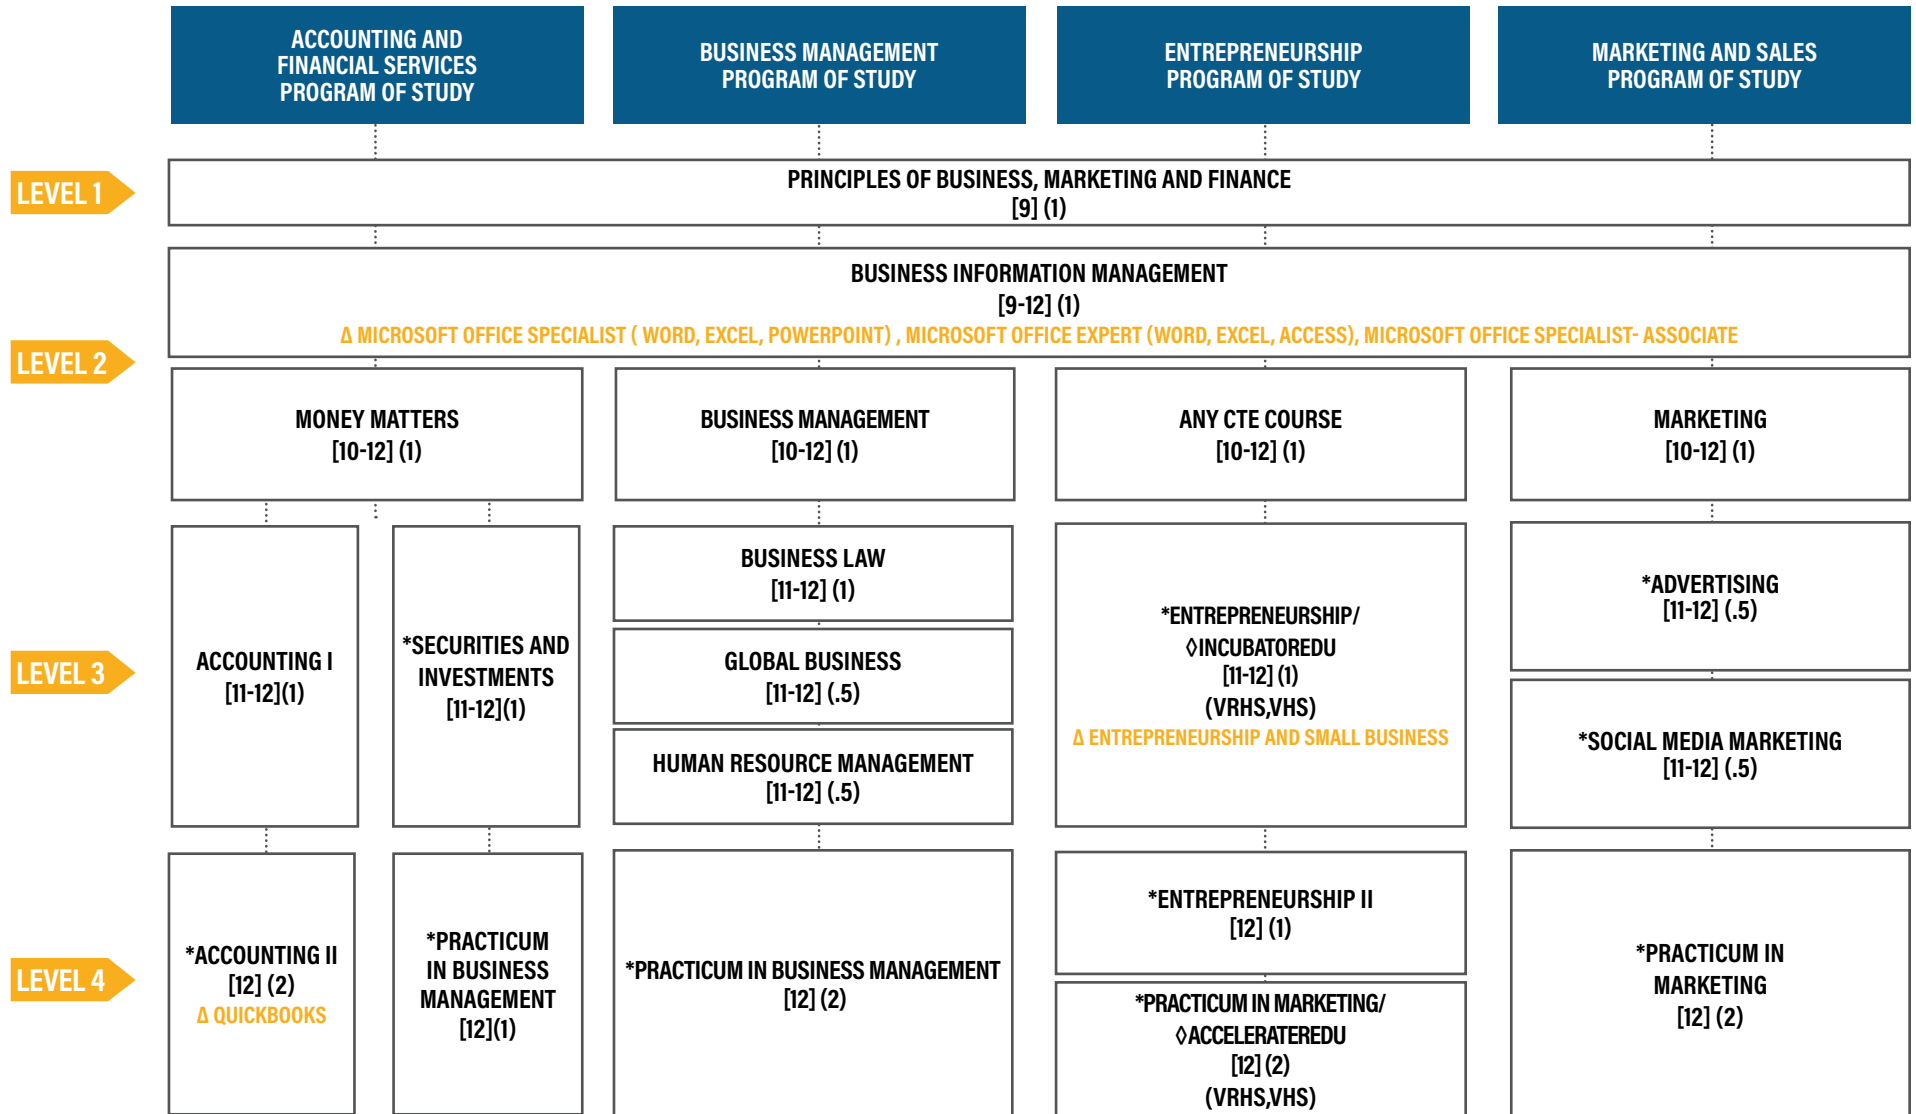 ACCOUNTING AND
FINANCIAL SERVICES
PROGRAM OF STUDY
BUSINESS MANAGEMENT
PROGRAM OF STUDY
ENTREPRENEURSHIP
PROGRAM OF STUDY
MARKETING AND SALES
PROGRAM OF STUDY
LEVEL 1
PRINCIPLES OF BUSINESS, MARKETING AND FINANCE
[9] (1)
LEVEL 2
BUSINESS INFORMATION MANAGEMENT
[9-12] (1)
Δ MICROSOFT OFFICE SPECIALIST ( WORD, EXCEL, POWERPOINT) , MICROSOFT OFFICE EXPERT (WORD, EXCEL, ACCESS), MICROSOFT OFFICE SPECIALIST- ASSOCIATE
MONEY MATTERS
[10-12] (1)
BUSINESS MANAGEMENT
[10-12] (1)
ANY CTE COURSE
[10-12] (1)
MARKETING
[10-12] (1)
LEVEL 3
ACCOUNTING I
[11-12](1)
*SECURITIES AND
INVESTMENTS
[11-12](1)
BUSINESS LAW
[11-12] (1)
GLOBAL BUSINESS
[11-12] (.5)
HUMAN RESOURCE MANAGEMENT
[11-12] (.5)
*ENTREPRENEURSHIP/
◊INCUBATOREDU
[11-12] (1)
(VRHS,VHS)
Δ ENTREPRENEURSHIP AND SMALL BUSINESS
*ADVERTISING
[11-12] (.5)
*SOCIAL MEDIA MARKETING
[11-12] (.5)
LEVEL 4
*ACCOUNTING II
[12] (2)
Δ QUICKBOOKS
*PRACTICUM
IN BUSINESS
MANAGEMENT
[12](1)
*PRACTICUM IN BUSINESS MANAGEMENT
[12] (2)
*ENTREPRENEURSHIP II
[12] (1)
*PRACTICUM IN MARKETING/
◊ACCELERATEREDU
[12] (2)
(VRHS,VHS)
*PRACTICUM IN
MARKETING
[12] (2)